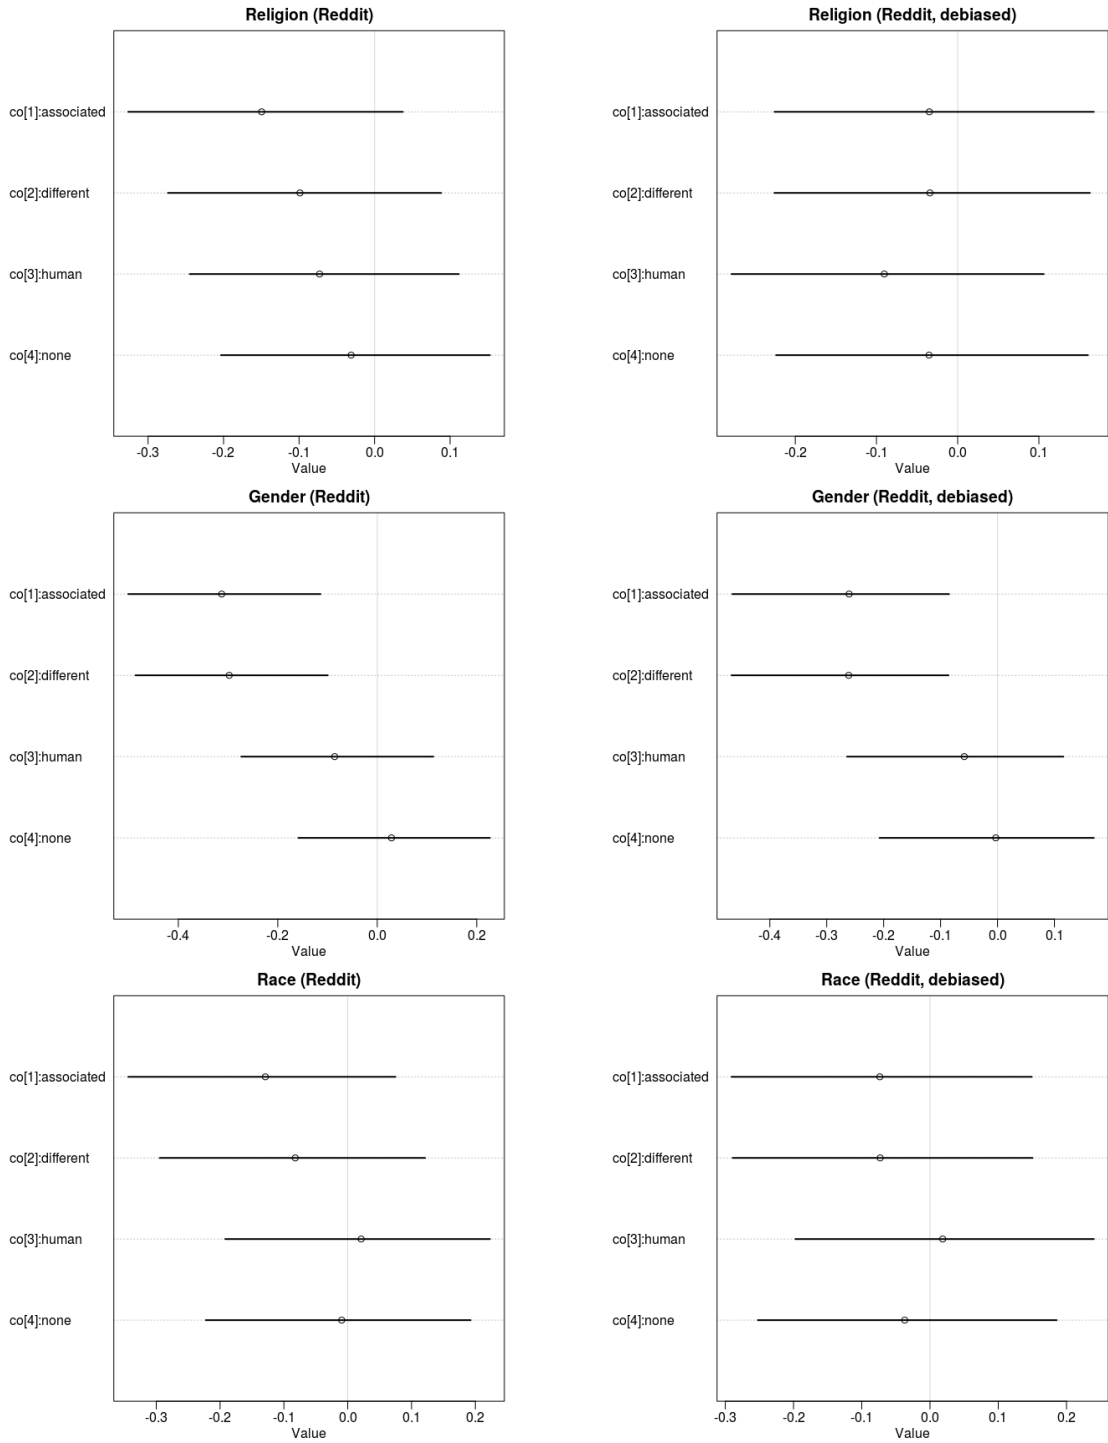 Religion (Reddit)
co[1]:associated
co[2]:different
co[3]:human
co[4]:none
-0.3 -0.2 -0.1 0.0 0.1
Value
Religion (Reddit, debiased)
co[1]:associated
co[2]:different
co[3]:human
co[4]:none
-0.2 -0.1 0.0 0.1
Value
Gender (Reddit)
co[1]:associated
co[2]:different
co[3]:human
co[4]:none
-0.4 -0.2 0.0 0.2
Value
Gender (Reddit, debiased)
co[1]:associated
co[2]:different
co[3]:human
co[4]:none
-0.4 -0.3 -0.2 -0.1 0.0 0.1
Value
Race (Reddit)
co[1]:associated
co[2]:different
co[3]:human
co[4]:none
-0.3 -0.2 -0.1 0.0 0.1 0.2
Value
Race (Reddit, debiased)
co[1]:associated
co[2]:different
co[3]:human
co[4]:none
-0.3 -0.2 -0.1 0.0 0.1 0.2
Value